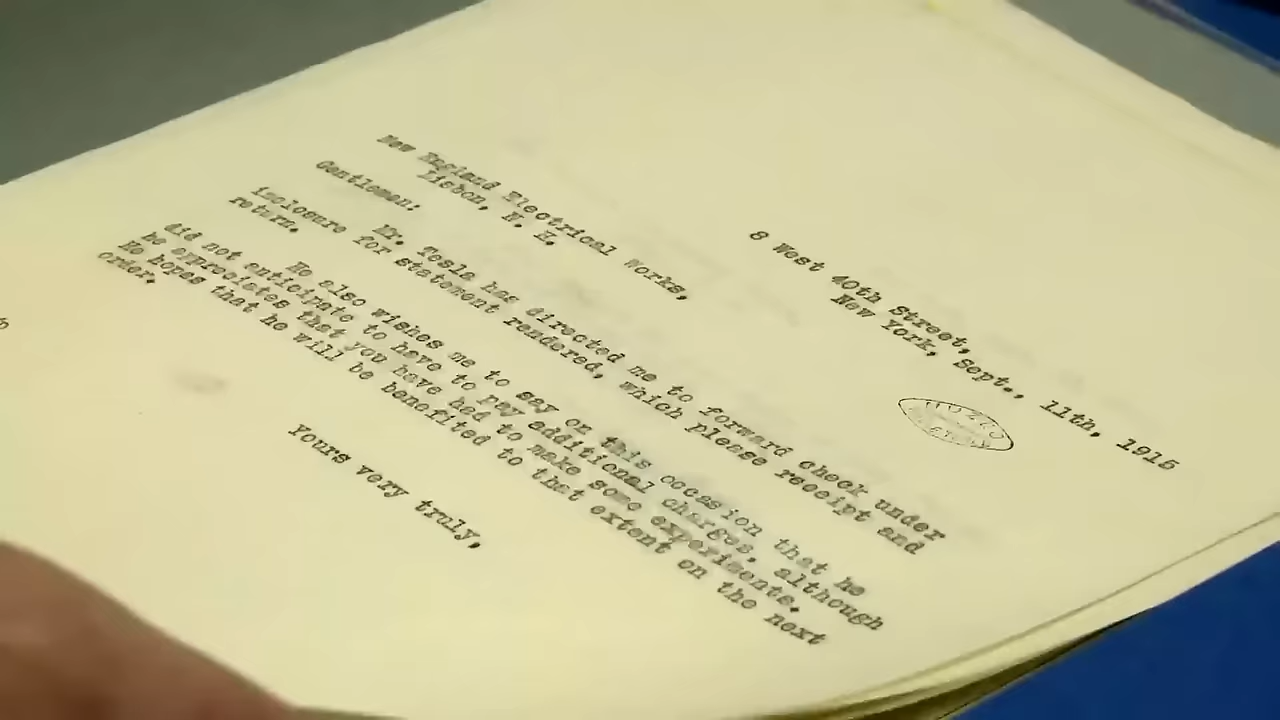 8 West 40th Street,
New York, Sept., 11th, 1915
New England Electrical Works,
Lisbon, N. H.
Gentlemen:
Mr. Tesla has directed me to forward check under
inclosure for statement rendered, which please receipt and
return.
He also wishes me to say on this occasion that he
did not anticipate to have to pay additional charges, although
he appreciates that you have had to make some experiments.
He hopes that he will be benefited to that extent on the next
order.
Yours very truly,